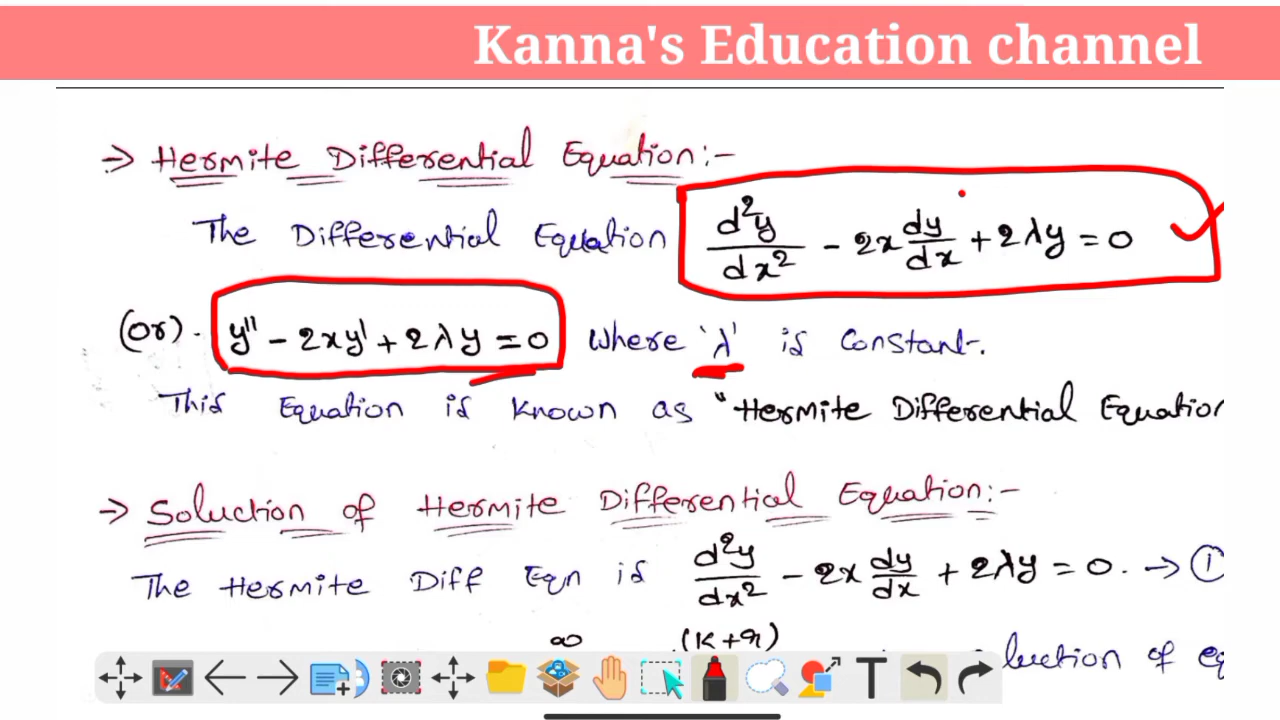 Kanna's Education channel
→ Hermite Differential Equation:-
The Differential Equation d²y/dx² - 2x dy/dx + 2λy = 0
(or). y'' - 2xy' + 2λy = 0 where 'λ' is constant.
This Equation is known as "Hermite Differential Equation
→ Soluction of Hermite Differential Equation:-
The Hermite Diff Eqn is d²y/dx² - 2x dy/dx + 2λy = 0. → ①
∞ (K+r)
luction of eq
T